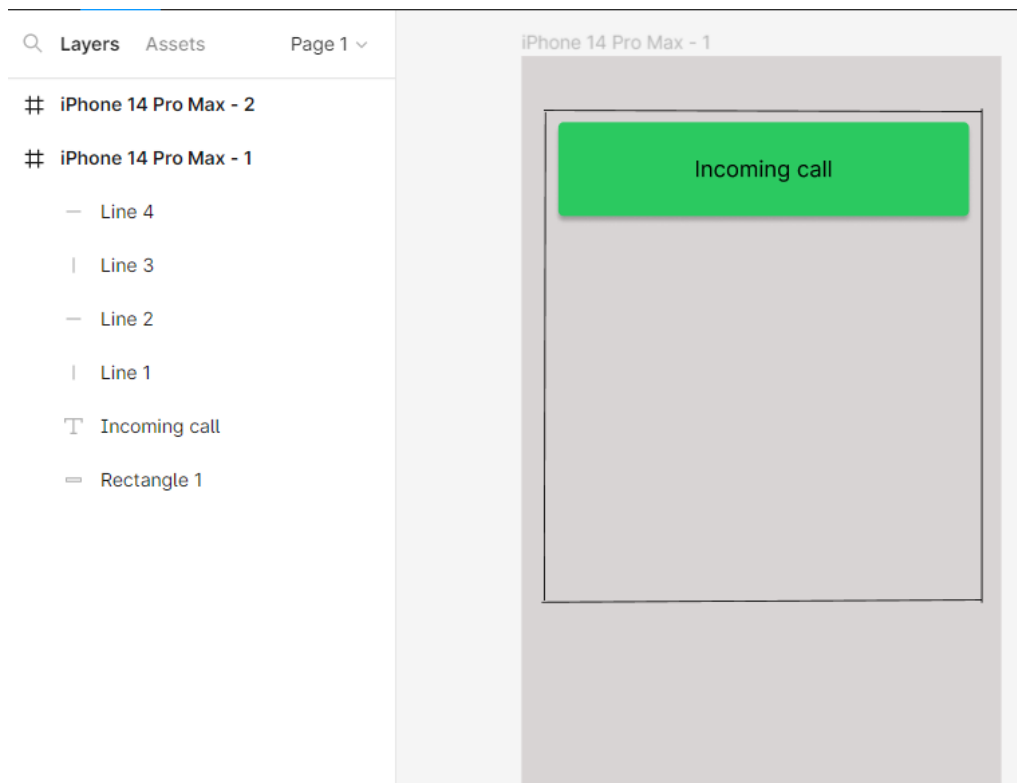 Layers Assets Page 1
iPhone 14 Pro Max - 2
iPhone 14 Pro Max - 1
Line 4
Line 3
Line 2
Line 1
Incoming call
Rectangle 1
iPhone 14 Pro Max - 1
Incoming call